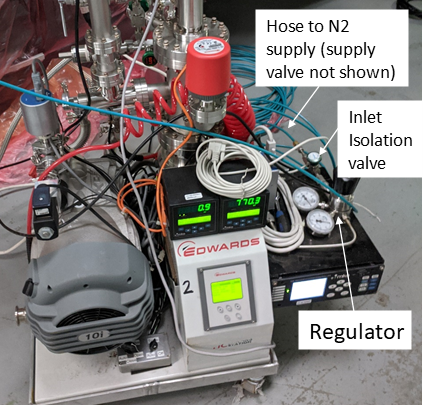 Hose to N2
supply (supply
valve not shown)
Inlet
Isolation
valve
0.9
770.3
EDWARDS
2
10i
Regulator